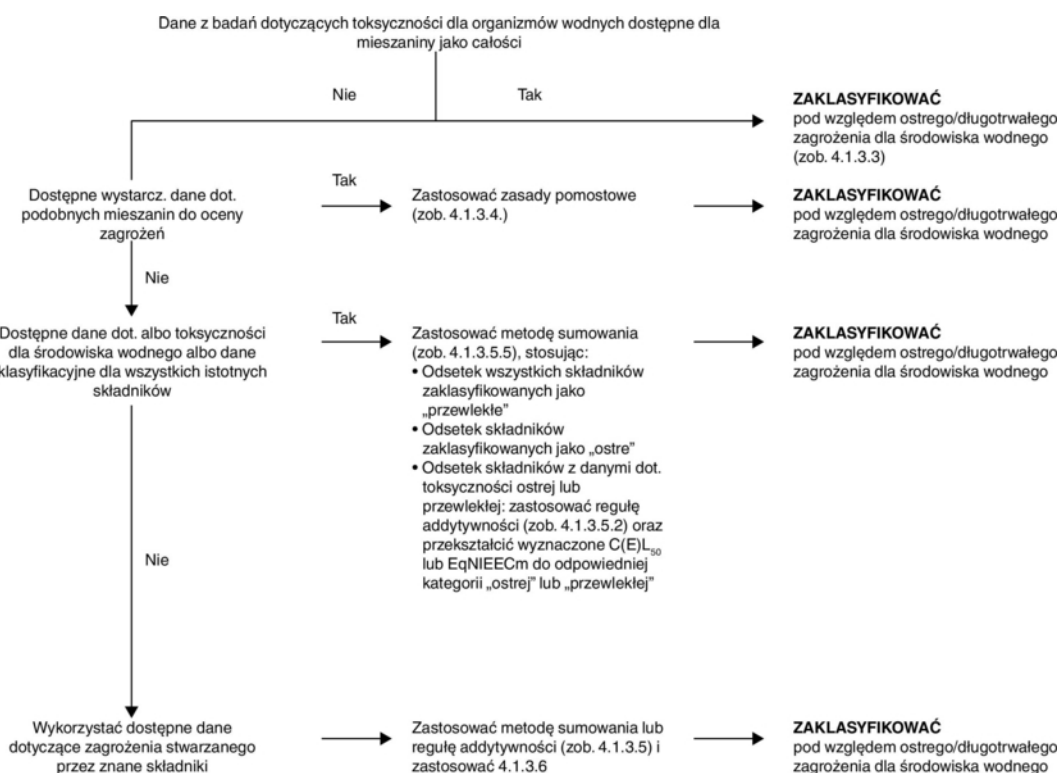 Dane z badań dotyczących toksyczności dla organizmów wodnych dostępne dla
mieszaniny jako całości
Nie
Tak
ZAKLASYFIKOWAĆ
pod względem ostrego/długotrwałego
zagrożenia dla środowiska wodnego
(zob. 4.1.3.3)
Dostępne wystarcz. dane dot.
podobnych mieszanin do oceny
zagrożeń
Tak
Zastosować zasady pomostowe
(zob. 4.1.3.4.)
ZAKLASYFIKOWAĆ
pod względem ostrego/długotrwałego
zagrożenia dla środowiska wodnego
Nie
Dostępne dane dot. albo toksyczności
dla środowiska wodnego albo dane
klasyfikacyjne dla wszystkich istotnych
składników
Tak
Zastosować metodę sumowania
(zob. 4.1.3.5.5), stosując:
• Odsetek wszystkich składników
zaklasyfikowanych jako
„przewlekłe”
• Odsetek składników
zaklasyfikowanych jako „ostre”
• Odsetek składników z danymi dot.
toksyczności ostrej lub
przewlekłej: zastosować regułę
addytywności (zob. 4.1.3.5.2) oraz
przekształcić wyznaczone C(E)L50
lub EqNIEECm do odpowiedniej
kategorii „ostrej” lub „przewlekłej”
ZAKLASYFIKOWAĆ
pod względem ostrego/długotrwałego
zagrożenia dla środowiska wodnego
Nie
Wykorzystać dostępne dane
dotyczące zagrożenia stwarzanego
przez znane składniki
Zastosować metodę sumowania lub
regułę addytywności (zob. 4.1.3.5) i
zastosować 4.1.3.6
ZAKLASYFIKOWAĆ
pod względem ostrego/długotrwałego
zagrożenia dla środowiska wodnego